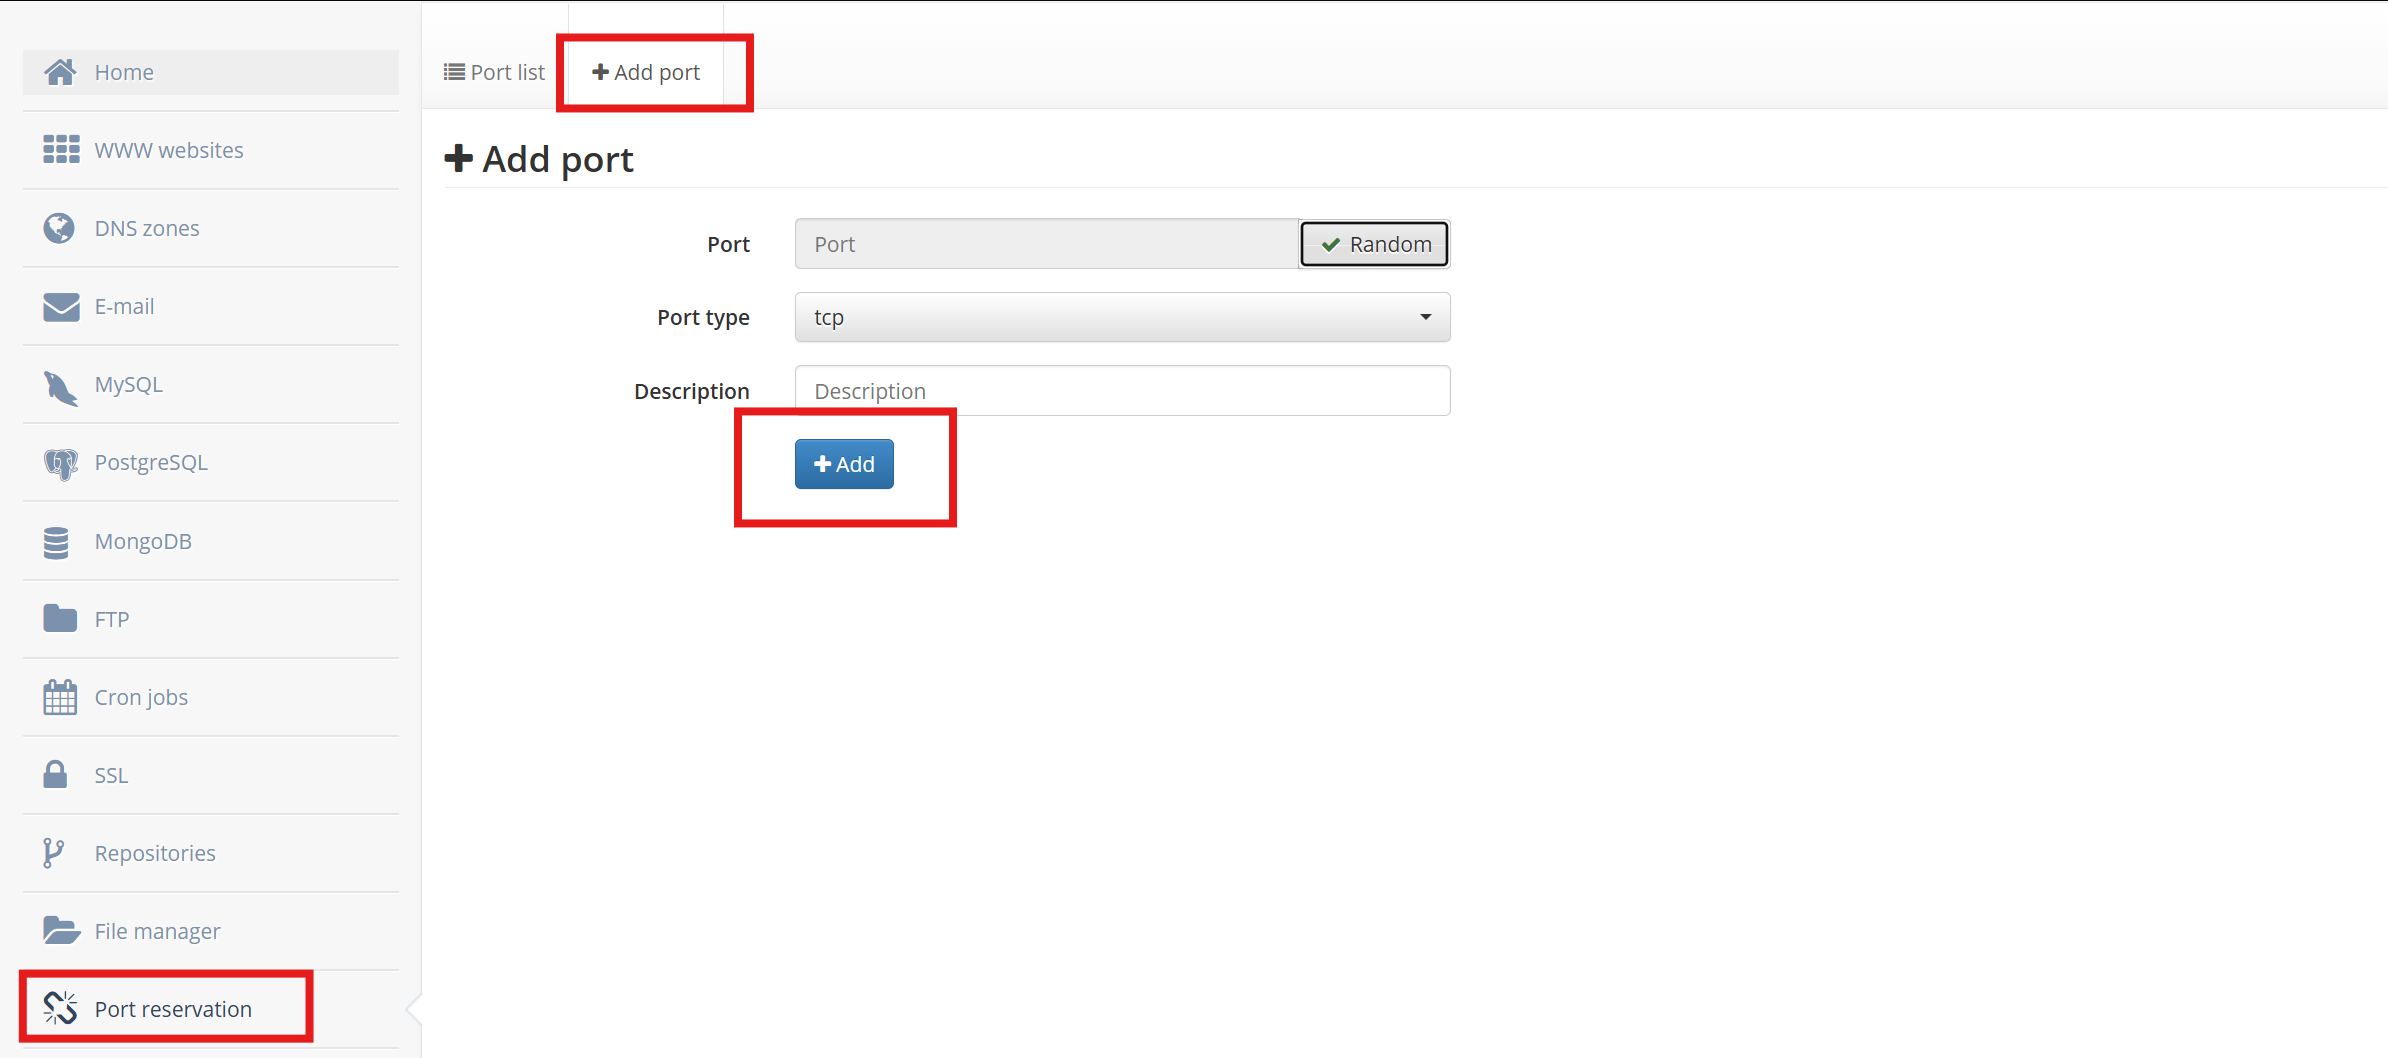 Home
WWW websites
DNS zones
E-mail
MySQL
PostgreSQL
MongoDB
FTP
Cron jobs
SSL
Repositories
File manager
Port reservation
Port list
Add port
Add port
Port
Port
Random
Port type
tcp
Description
Description
Add